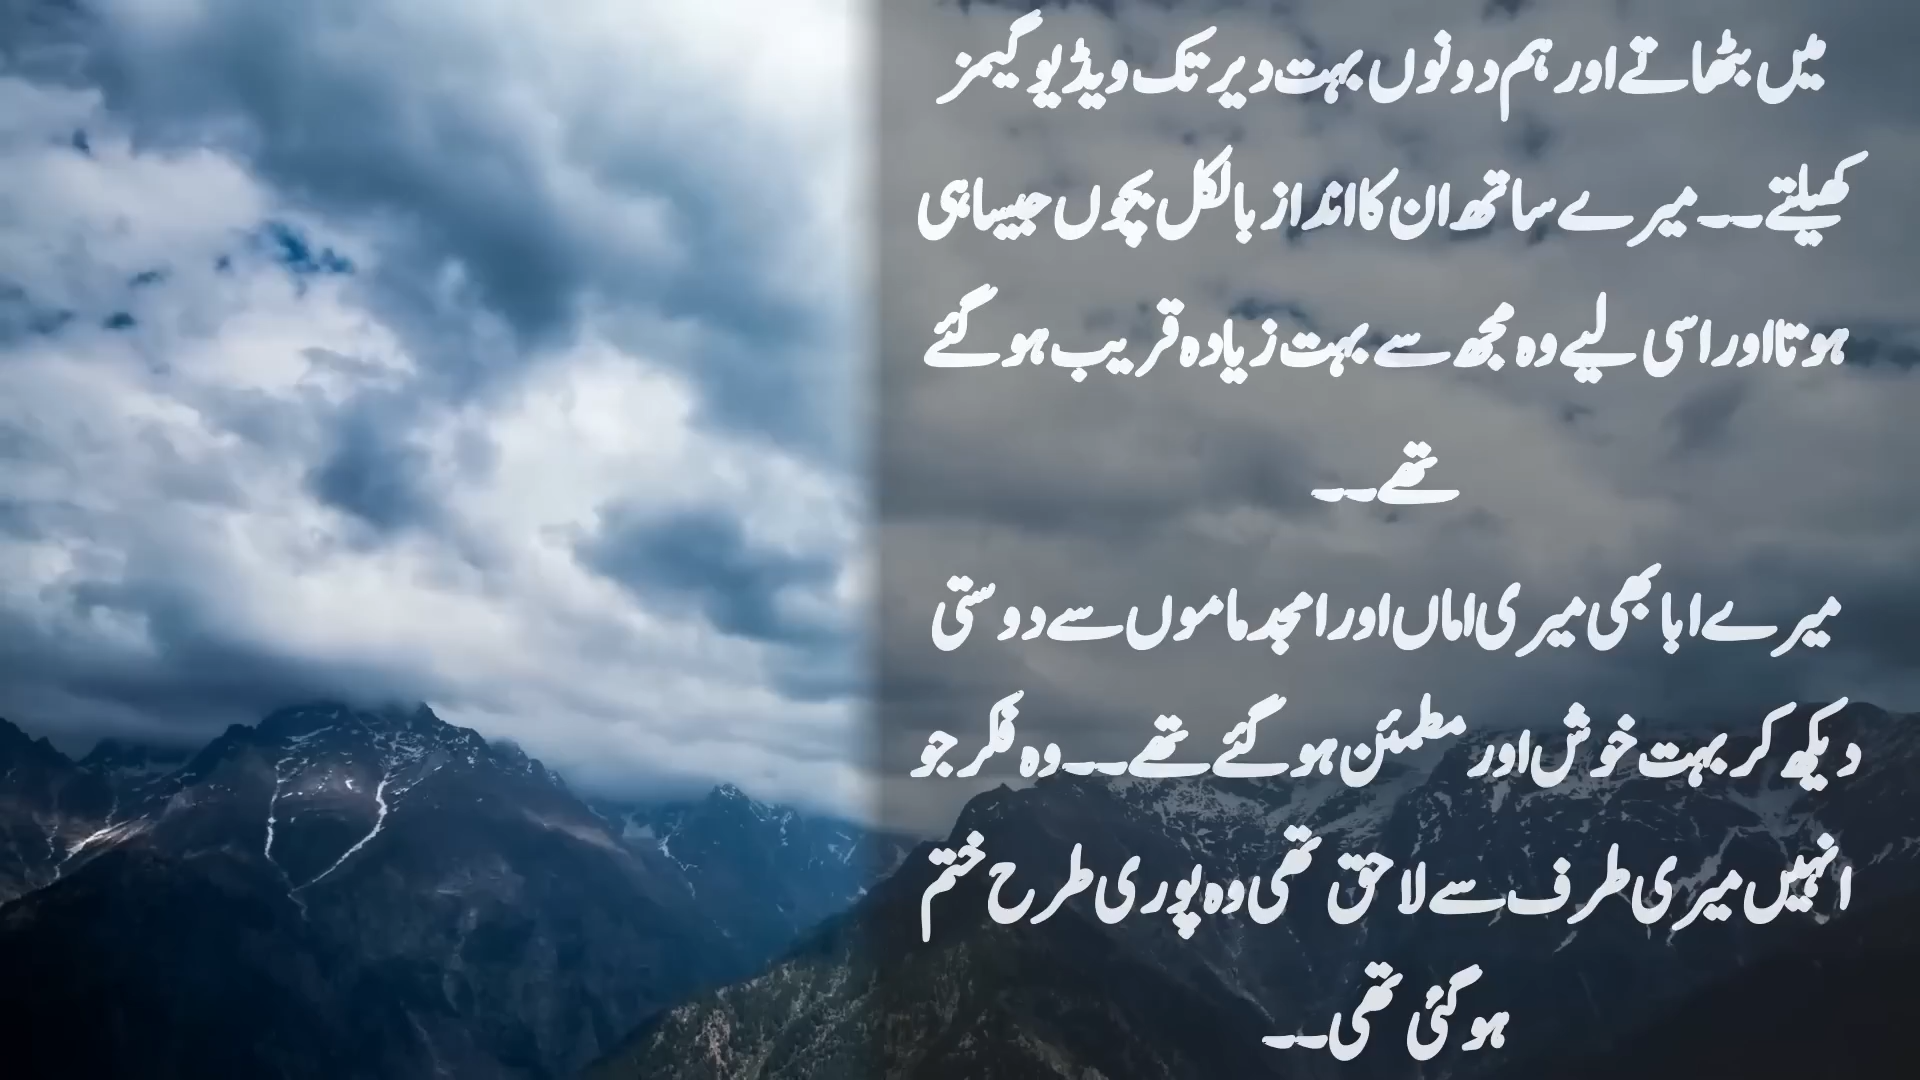 میں بٹھاتے اور ہم دونوں بہت دیر تک ویڈیو گیمز
کھیلتے۔۔ میرے ساتھ ان کا انداز بالکل بچوں جیسا ہی
ہوتا اور اسی لیے وہ مجھ سے بہت زیادہ قریب ہو گئے
تھے۔۔
میرے ابا بھی میری اماں اور امجد ماموں سے دوستی
دیکھ کر بہت خوش اور مطمئن ہو گئے تھے۔۔ وہ فکر جو
انہیں میری طرف سے لاحق تھی وہ پوری طرح ختم
ہو گئی تھی۔۔